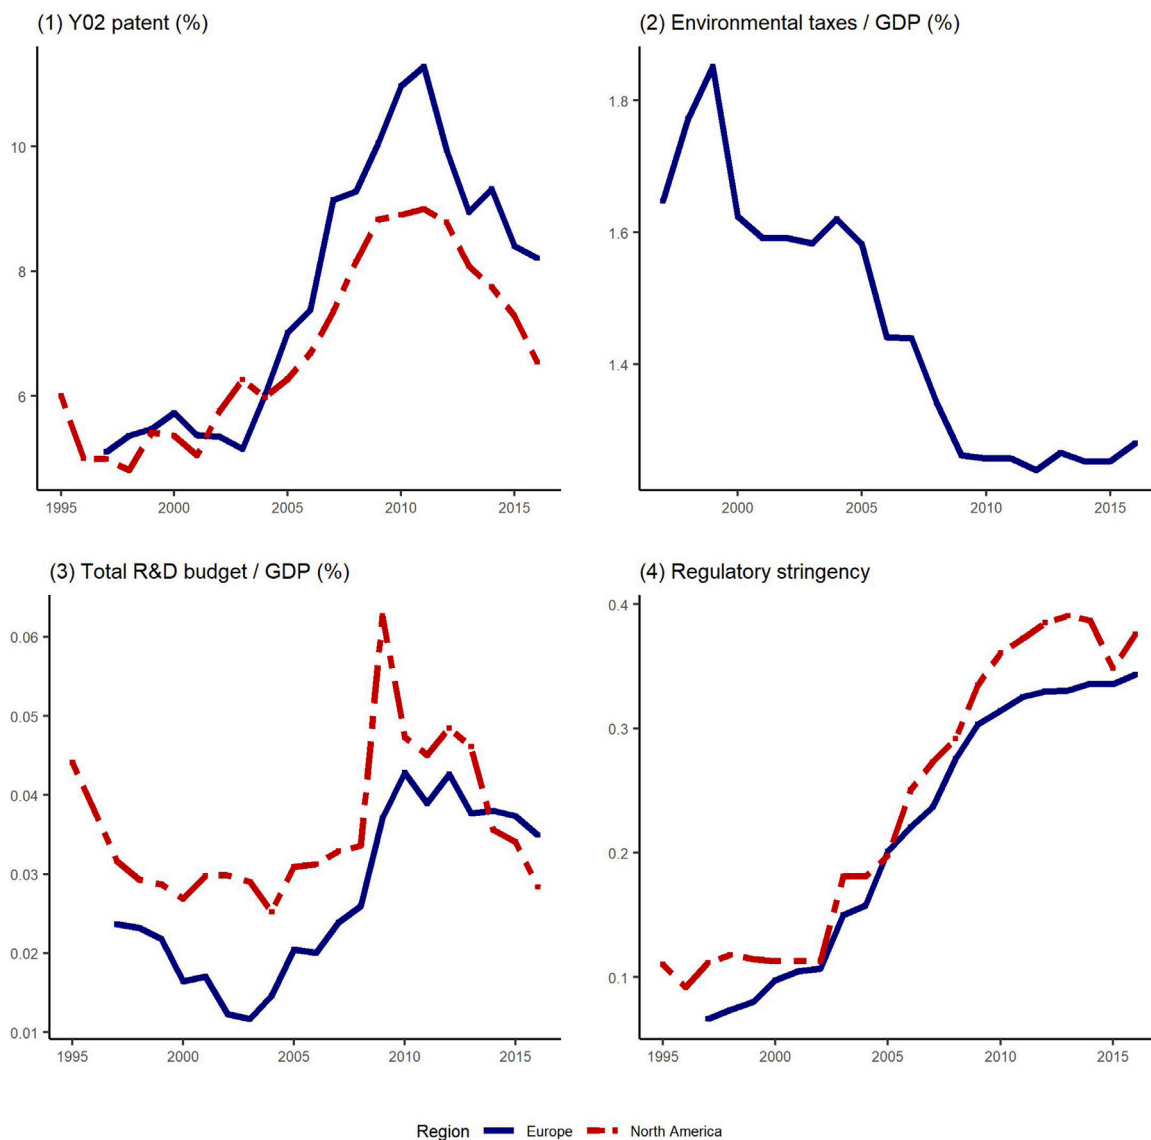 (1) Y02 patent (%)
10
8
6
1995 2000 2005 2010 2015
(2) Environmental taxes / GDP (%)
1.8
1.6
1.4
2000 2005 2010 2015
(3) Total R&D budget / GDP (%)
0.06
0.05
0.04
0.03
0.02
0.01
1995 2000 2005 2010 2015
(4) Regulatory stringency
0.4
0.3
0.2
0.1
1995 2000 2005 2010 2015
Region Europe North America